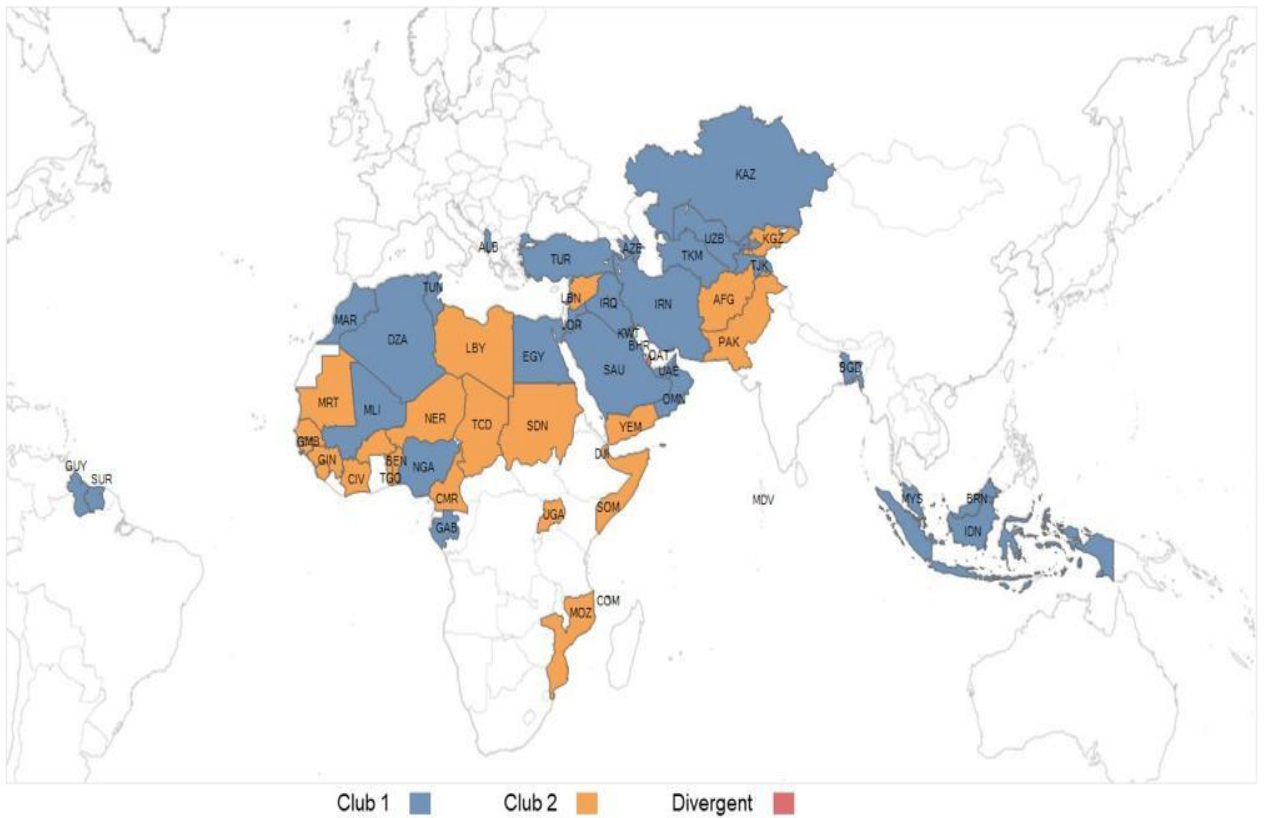 KAZ
UZB
KGZ
ALB
AZE
TUR
TKM
TJK
TUN
LBN
IRQ
IRN
AFG
MAR
JOR
DZA
KWT
LBY
EGY
BHR
QAT
PAK
SAU
UAE
BGD
MRT
MLI
OMN
NER
TCD
SDN
YEM
GMB
GIN
BEN
NGA
DJI
GUY
SUR
CIV
TGO
CMR
SOM
UGA
MDV
MYS
BRN
GAB
IDN
COM
MOZ
Club 1 Club 2 Divergent